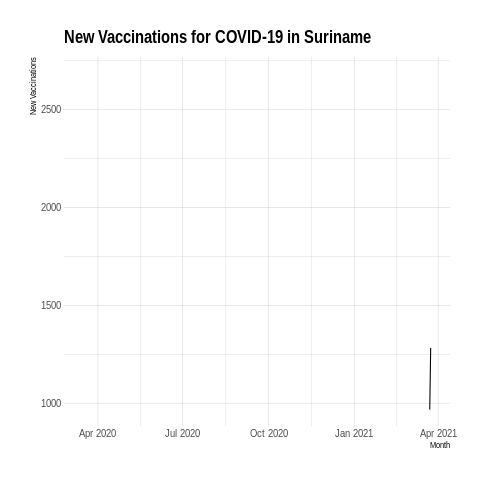 New Vaccinations for COVID-19 in Suriname
New Vaccinations
2500
2000
1500
1000
Apr 2020 Jul 2020 Oct 2020 Jan 2021 Apr 2021
Month